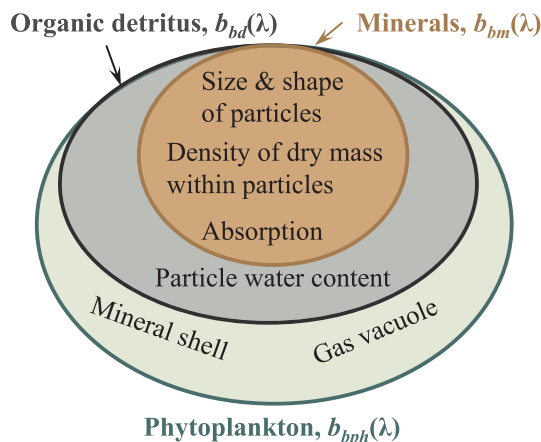 Organic detritus, b_bd(λ)
Minerals, b_bm(λ)
Size & shape
of particles
Density of dry mass
within particles
Absorption
Particle water content
Mineral shell
Gas vacuole
Phytoplankton, b_bph(λ)